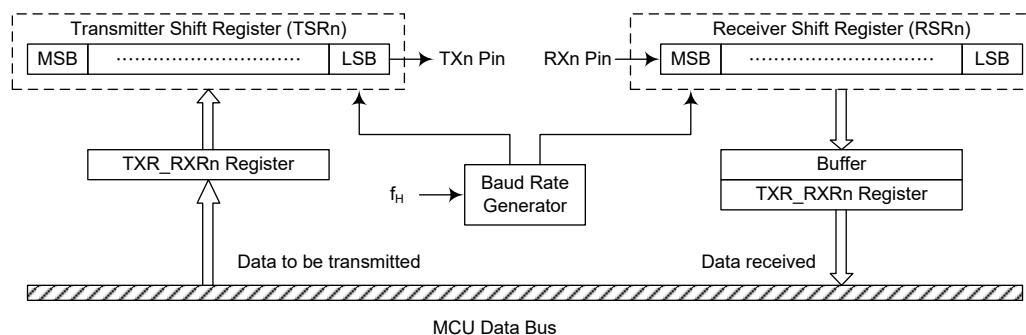 Transmitter Shift Register (TSRn)
MSB ………………………… LSB
TXn Pin
RXn Pin
Receiver Shift Register (RSRn)
MSB ………………………… LSB
TXR_RXRn Register
fH
Baud Rate
Generator
Buffer
TXR_RXRn Register
Data to be transmitted
Data received
MCU Data Bus